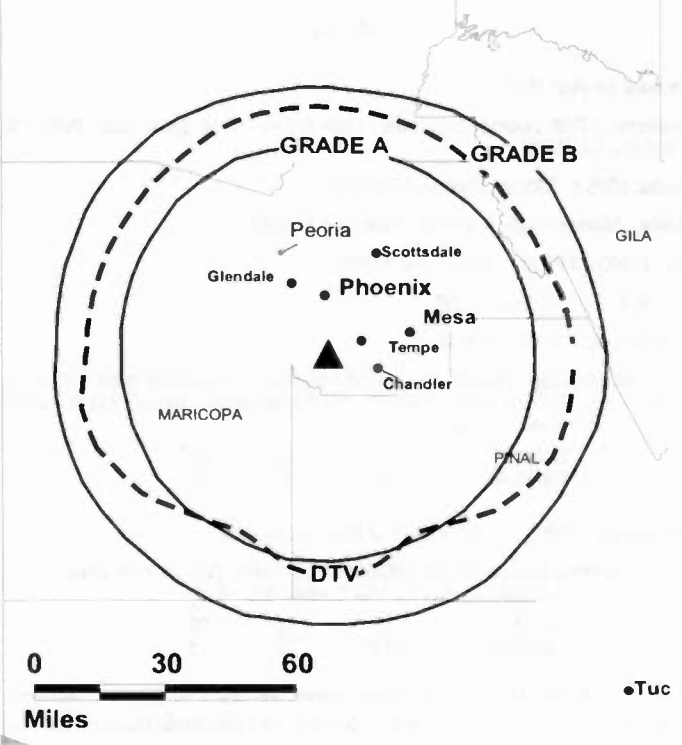 GRADE A
GRADE B
GILA
Peoria
Scottsdale
Glendale
Phoenix
Mesa
Tempe
Chandler
MARICOPA
PINAL
DTV
0 30 60
Miles
Tuc